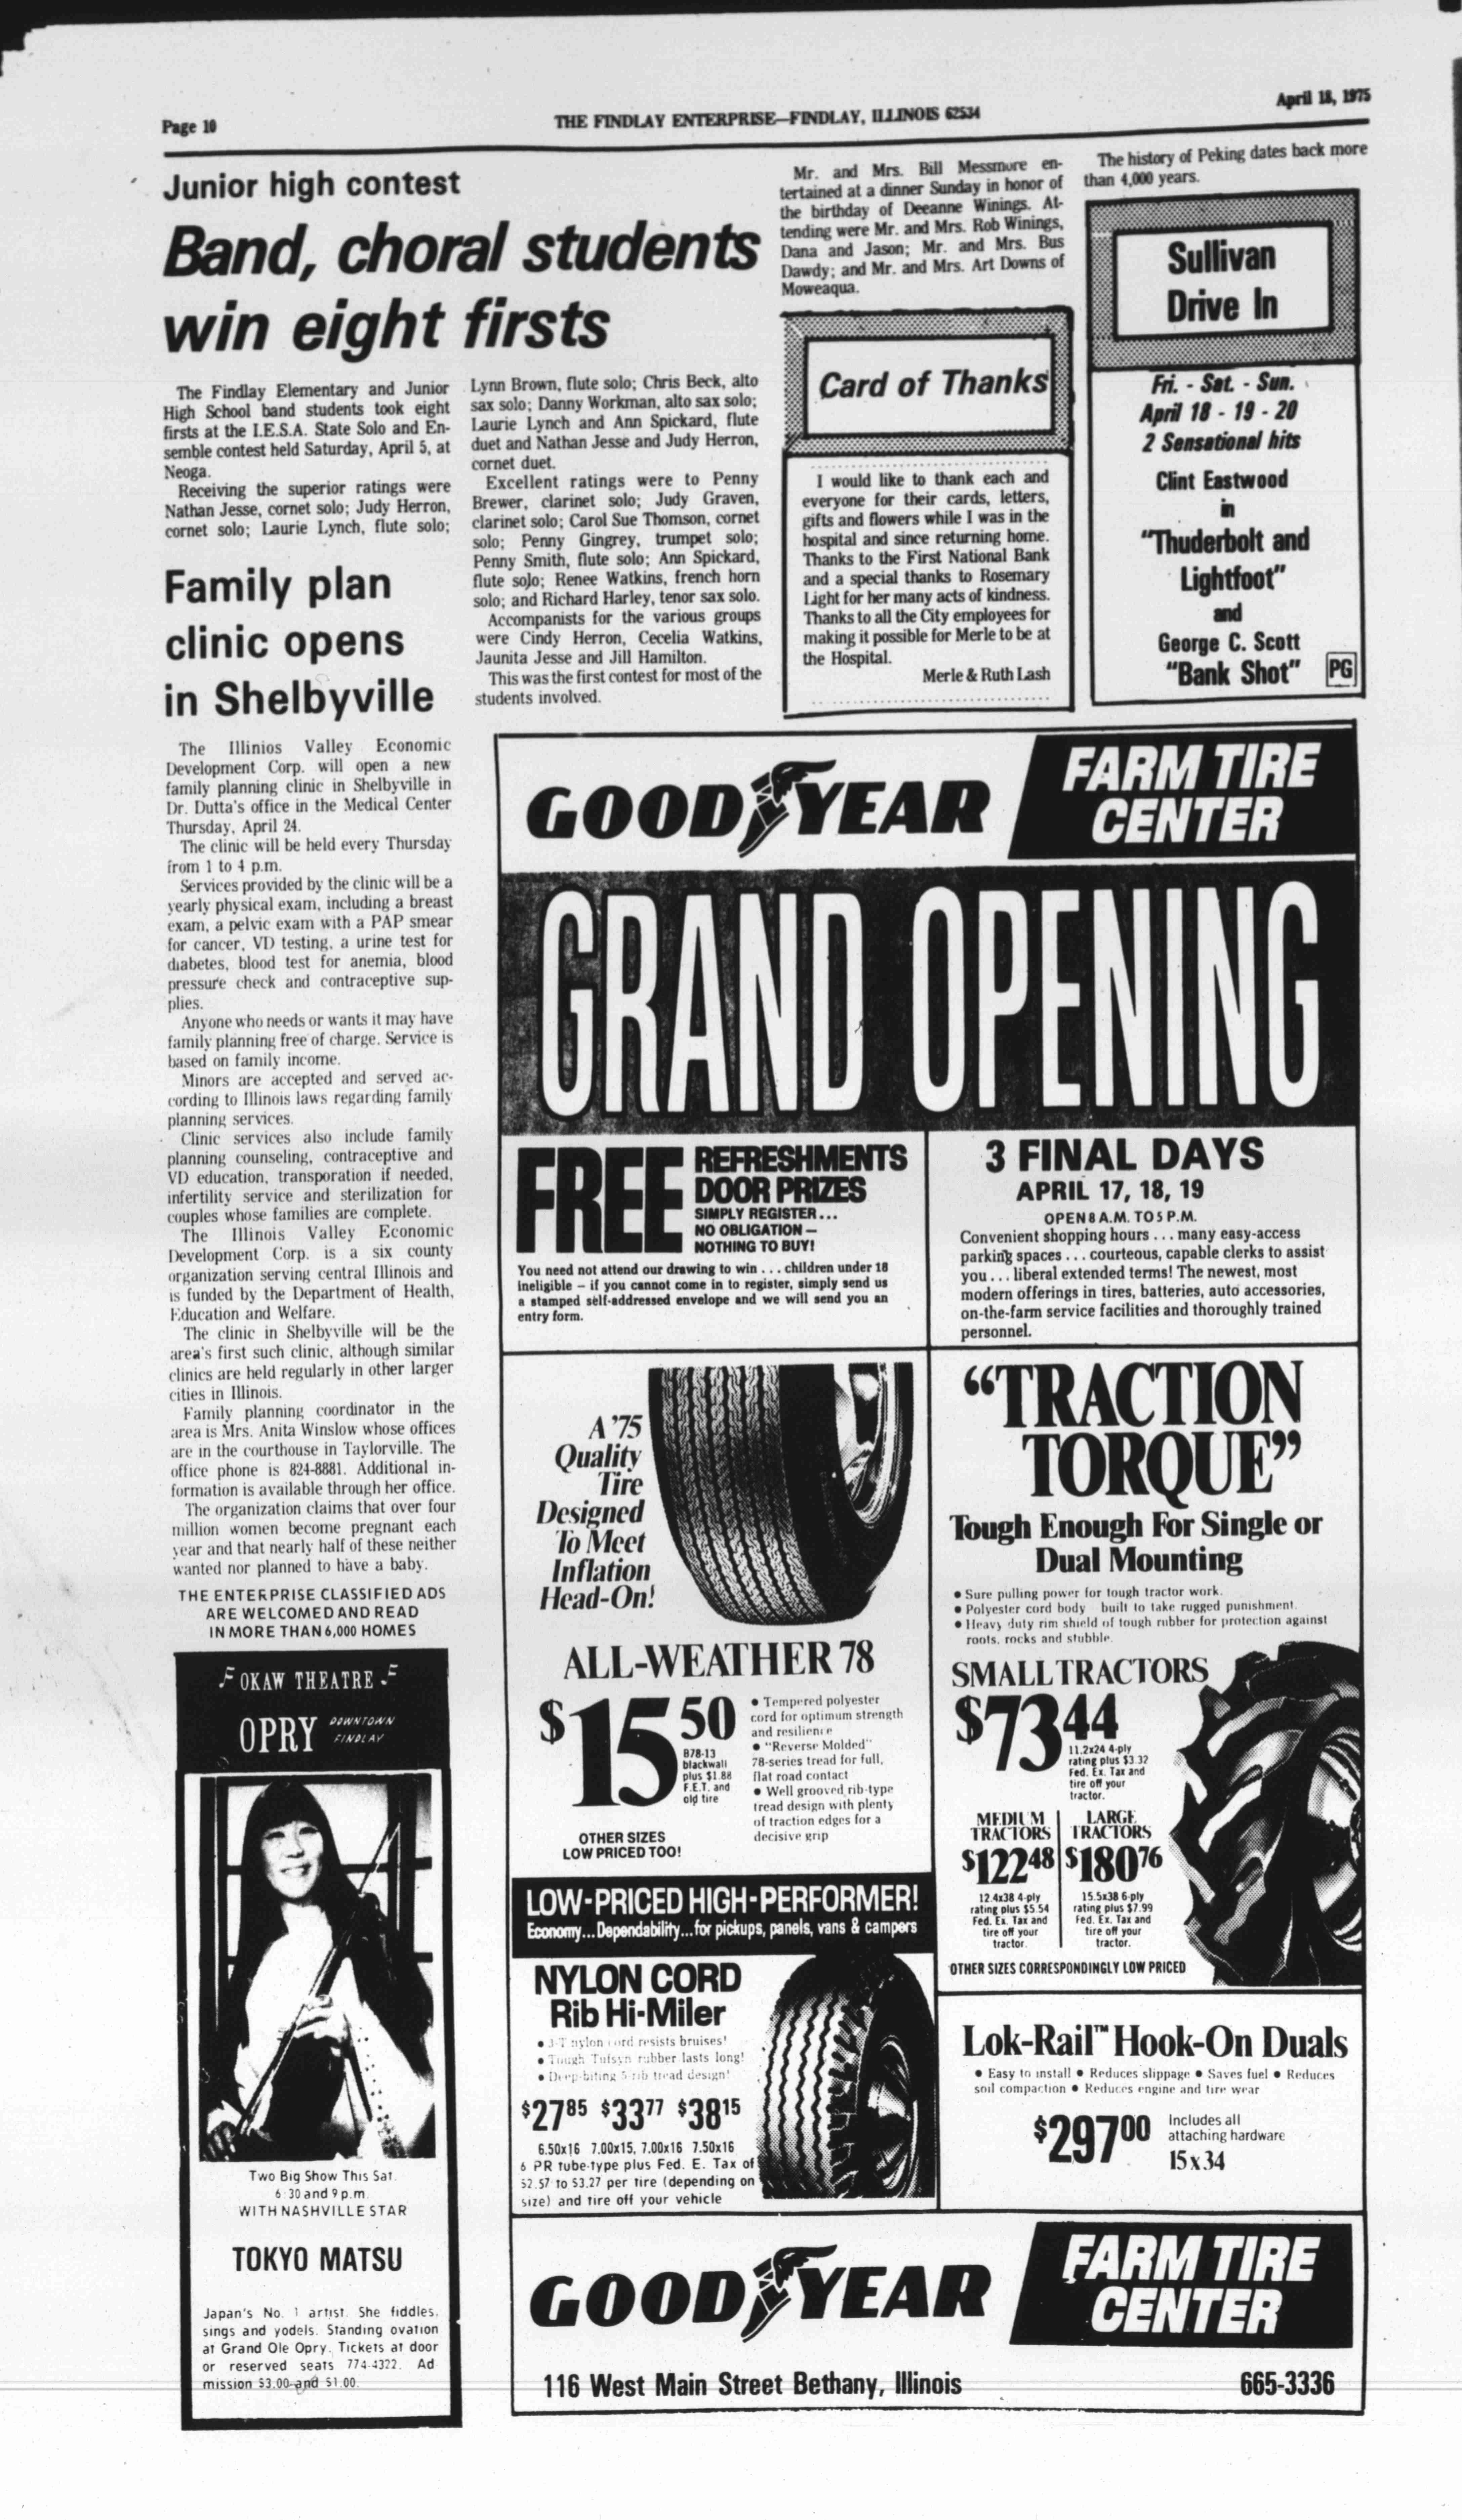 Page 10
THE FINDLAY ENTERPRISE—FINDLAY, ILLINOIS 62534
April 18, 1975
Junior high contest
Band, choral students
win eight firsts
The Findlay Elementary and Junior
High School band students took eight
firsts at the I.E.S.A. State Solo and En-
semble contest held Saturday, April 5, at
Neoga.
Receiving the superior ratings were
Nathan Jesse, cornet solo; Judy Herron,
cornet solo; Laurie Lynch, flute solo;
Lynn Brown, flute solo; Chris Beck, alto
sax solo; Danny Workman, alto sax solo;
Laurie Lynch and Ann Spickard, flute
duet and Nathan Jesse and Judy Herron,
cornet duet.
Excellent ratings were to Penny
Brewer, clarinet solo; Judy Graven,
clarinet solo; Carol Sue Thomson, cornet
solo; Penny Gingrey, trumpet solo;
Penny Smith, flute solo; Ann Spickard,
flute solo; Renee Watkins, french horn
solo; and Richard Harley, tenor sax solo.
Accompanists for the various groups
were Cindy Herron, Cecelia Watkins,
Jaunita Jesse and Jill Hamilton.
This was the first contest for most of the
students involved.
Family plan
clinic opens
in Shelbyville
The Illinios Valley Economic
Development Corp. will open a new
family planning clinic in Shelbyville in
Dr. Dutta's office in the Medical Center
Thursday, April 24.
The clinic will be held every Thursday
from 1 to 4 p.m.
Services provided by the clinic will be a
yearly physical exam, including a breast
exam, a pelvic exam with a PAP smear
for cancer, VD testing, a urine test for
diabetes, blood test for anemia, blood
pressure check and contraceptive sup-
plies.
Anyone who needs or wants it may have
family planning free of charge. Service is
based on family income.
Minors are accepted and served ac-
cording to Illinois laws regarding family
planning services.
Clinic services also include family
planning counseling, contraceptive and
VD education, transporation if needed,
infertility service and sterilization for
couples whose families are complete.
The Illinois Valley Economic
Development Corp. is a six county
organization serving central Illinois and
is funded by the Department of Health,
Education and Welfare.
The clinic in Shelbyville will be the
area's first such clinic, although similar
clinics are held regularly in other larger
cities in Illinois.
Family planning coordinator in the
area is Mrs. Anita Winslow whose offices
are in the courthouse in Taylorville. The
office phone is 824-8881. Additional in-
formation is available through her office.
The organization claims that over four
million women become pregnant each
year and that nearly half of these neither
wanted nor planned to have a baby.
THE ENTERPRISE CLASSIFIED ADS
ARE WELCOMED AND READ
IN MORE THAN 6,000 HOMES
OKAW THEATRE
OPRY DOWNTOWN
FINDLAY
Two Big Show This Sat.
6:30 and 9 p.m.
WITH NASHVILLE STAR
TOKYO MATSU
Japan's No. 1 artist. She fiddles,
sings and yodels. Standing ovation
at Grand Ole Opry. Tickets at door
or reserved seats 774-4322. Ad
mission $3.00 and $1.00.
Mr. and Mrs. Bill Messmore en-
tertained at a dinner Sunday in honor of
the birthday of Deeanne Winings. At-
tending were Mr. and Mrs. Rob Winings,
Dana and Jason; Mr. and Mrs. Bus
Dawdy; and Mr. and Mrs. Art Downs of
Moweaqua.
Card of Thanks
I would like to thank each and
everyone for their cards, letters,
gifts and flowers while I was in the
hospital and since returning home.
Thanks to the First National Bank
and a special thanks to Rosemary
Light for her many acts of kindness.
Thanks to all the City employees for
making it possible for Merle to be at
the Hospital.
Merle & Ruth Lash
The history of Peking dates back more
than 4,000 years.
Sullivan
Drive In
Fri. - Sat. - Sun.
April 18 - 19 - 20
2 Sensational hits
Clint Eastwood
in
"Thuderbolt and
Lightfoot"
and
George C. Scott
"Bank Shot" PG
GOODYEAR
FARM TIRE
CENTER
GRAND OPENING
FREE
REFRESHMENTS
DOOR PRIZES
SIMPLY REGISTER...
NO OBLIGATION—
NOTHING TO BUY!
You need not attend our drawing to win ... children under 18
ineligible – if you cannot come in to register, simply send us
a stamped self-addressed envelope and we will send you an
entry form.
3 FINAL DAYS
APRIL 17, 18, 19
OPEN 8 A.M. TO 5 P.M.
Convenient shopping hours ... many easy-access
parking spaces ... courteous, capable clerks to assist
you ... liberal extended terms! The newest, most
modern offerings in tires, batteries, auto accessories,
on-the-farm service facilities and thoroughly trained
personnel.
A '75
Quality
Tire
Designed
To Meet
Inflation
Head-On!
ALL-WEATHER 78
$15 50
B78-13
blackwall
plus $1.88
F.E.T. and
old tire
OTHER SIZES
LOW PRICED TOO!
• Tempered polyester
cord for optimum strength
and resilience
• "Reverse Molded"
78-series tread for full,
flat road contact
• Well grooved rib-type
tread design with plenty
of traction edges for a
decisive grip
LOW-PRICED HIGH-PERFORMER!
Economy...Dependability...for pickups, panels, vans & campers
NYLON CORD
Rib Hi-Miler
• 3-T nylon cord resists bruises!
• Tough Tufsyn rubber lasts long!
• Deep-biting 5 rib tread design!
$27 85 $33 77 $38 15
6.50x16 7.00x15, 7.00x16 7.50x16
6 PR tube-type plus Fed. E. Tax of
$2.57 to $3.27 per tire (depending on
size) and tire off your vehicle
"TRACTION
TORQUE"
Tough Enough For Single or
Dual Mounting
• Sure pulling power for tough tractor work.
• Polyester cord body built to take rugged punishment.
• Heavy duty rim shield of tough rubber for protection against
roots, rocks and stubble.
SMALL TRACTORS
$73 44
11.2x24 4-ply
rating plus $3.32
Fed. Ex. Tax and
tire off your
tractor.
MEDIUM
TRACTORS
$122 48
12.4x38 4-ply
rating plus $5.54
Fed. Ex. Tax and
tire off your
tractor.
LARGE
TRACTORS
$180 76
15.5x38 6-ply
rating plus $7.99
Fed. Ex. Tax and
tire off your
tractor.
OTHER SIZES CORRESPONDINGLY LOW PRICED
Lok-Rail™ Hook-On Duals
• Easy to install • Reduces slippage • Saves fuel • Reduces
soil compaction • Reduces engine and tire wear
$297 00
Includes all
attaching hardware
15x34
GOODYEAR
FARM TIRE
CENTER
116 West Main Street Bethany, Illinois
665-3336